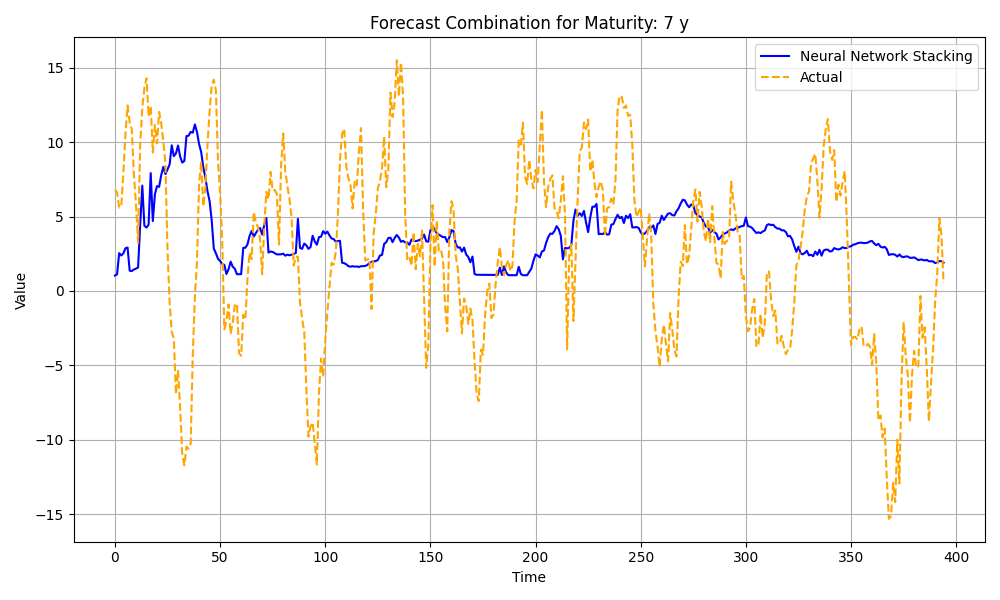 Forecast Combination for Maturity: 7 y
Neural Network Stacking
Actual
Value
15
10
5
0
−5
−10
−15
0 50 100 150 200 250 300 350 400
Time